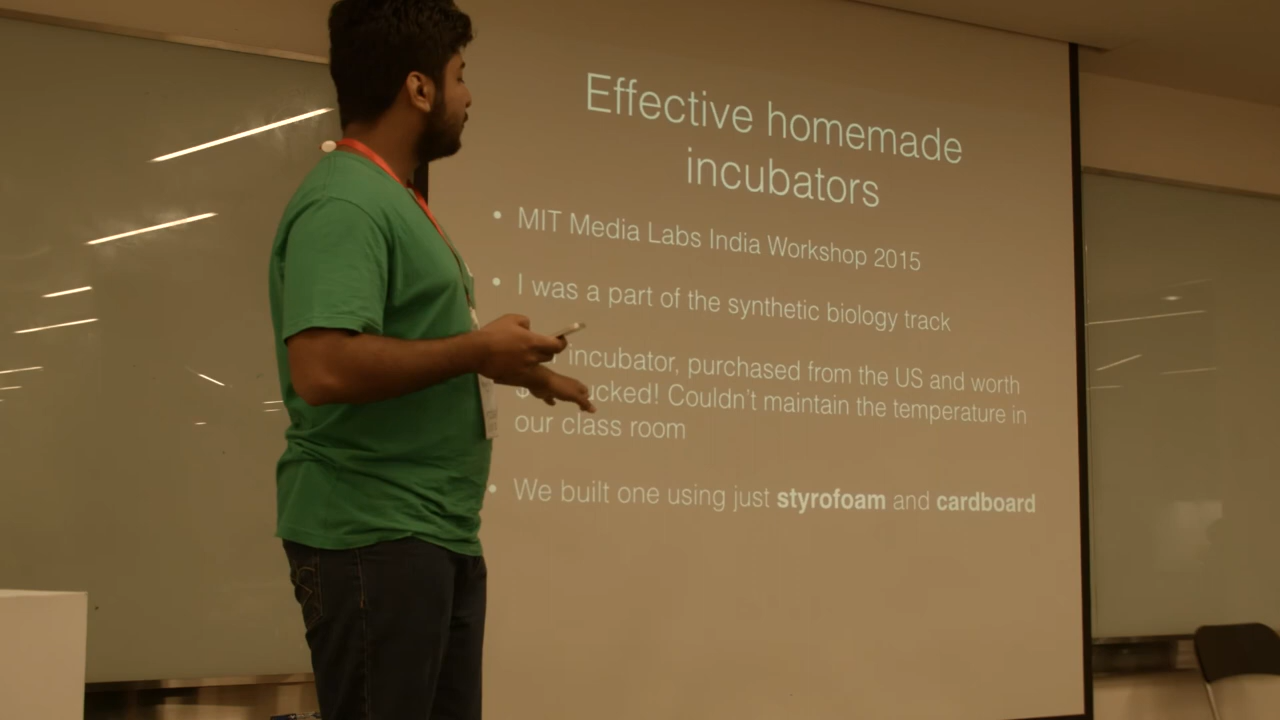 Effective homemade
incubators
• MIT Media Labs India Workshop 2015
• I was a part of the synthetic biology track
incubator, purchased from the US and worth
Couldn't maintain the temperature in
our class room
• We built one using just styrofoam and cardboard